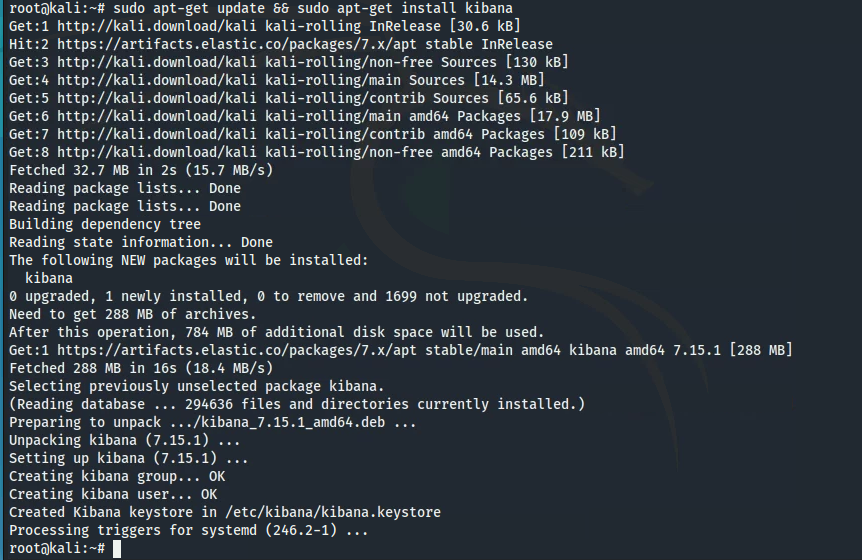 root@kali:~# sudo apt-get update && sudo apt-get install kibana
Get:1 http://kali.download/kali kali-rolling InRelease [30.6 kB]
Hit:2 https://artifacts.elastic.co/packages/7.x/apt stable InRelease
Get:3 http://kali.download/kali kali-rolling/non-free Sources [130 kB]
Get:4 http://kali.download/kali kali-rolling/main Sources [14.3 MB]
Get:5 http://kali.download/kali kali-rolling/contrib Sources [65.6 kB]
Get:6 http://kali.download/kali kali-rolling/main amd64 Packages [17.9 MB]
Get:7 http://kali.download/kali kali-rolling/contrib amd64 Packages [109 kB]
Get:8 http://kali.download/kali kali-rolling/non-free amd64 Packages [211 kB]
Fetched 32.7 MB in 2s (15.7 MB/s)
Reading package lists... Done
Reading package lists... Done
Building dependency tree
Reading state information... Done
The following NEW packages will be installed:
  kibana
0 upgraded, 1 newly installed, 0 to remove and 1699 not upgraded.
Need to get 288 MB of archives.
After this operation, 784 MB of additional disk space will be used.
Get:1 https://artifacts.elastic.co/packages/7.x/apt stable/main amd64 kibana amd64 7.15.1 [288 MB]
Fetched 288 MB in 16s (18.4 MB/s)
Selecting previously unselected package kibana.
(Reading database ... 294636 files and directories currently installed.)
Preparing to unpack .../kibana_7.15.1_amd64.deb ...
Unpacking kibana (7.15.1) ...
Setting up kibana (7.15.1) ...
Creating kibana group... OK
Creating kibana user... OK
Created Kibana keystore in /etc/kibana/kibana.keystore
Processing triggers for systemd (246.2-1) ...
root@kali:~#